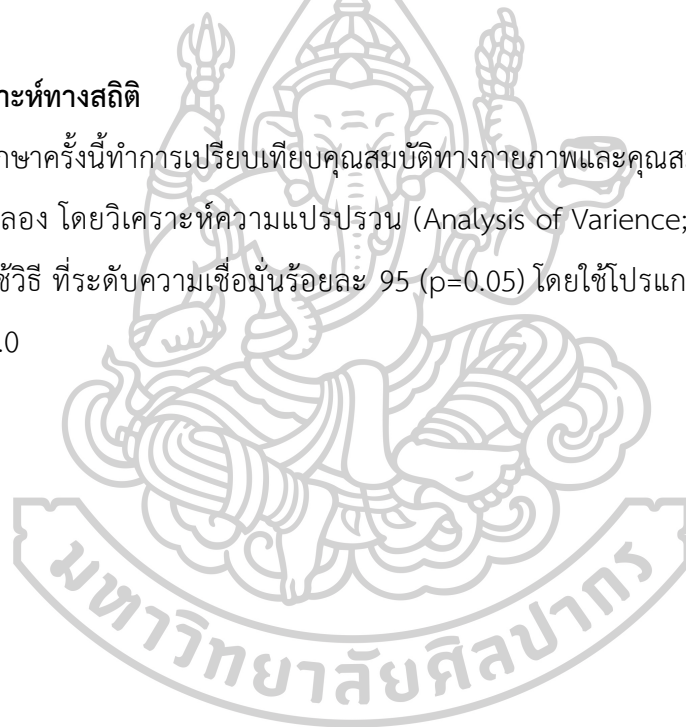 าะห์ทางสถิติ
กษาครั้งนี้ทำการเปรียบเทียบคุณสมบัติทางกายภาพและคุณส
ลอง โดยวิเคราะห์ความแปรปรวน (Analysis of Varience;
ช้วิธี ที่ระดับความเชื่อมั่นร้อยละ 95 (p=0.05) โดยใช้โปรแก
.0
มหาวิทยาลัยศิลปากร